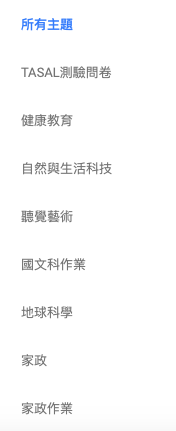 所有主題
TASAL測驗問卷
健康教育
自然與生活科技
聽覺藝術
國文科作業
地球科學
家政
家政作業